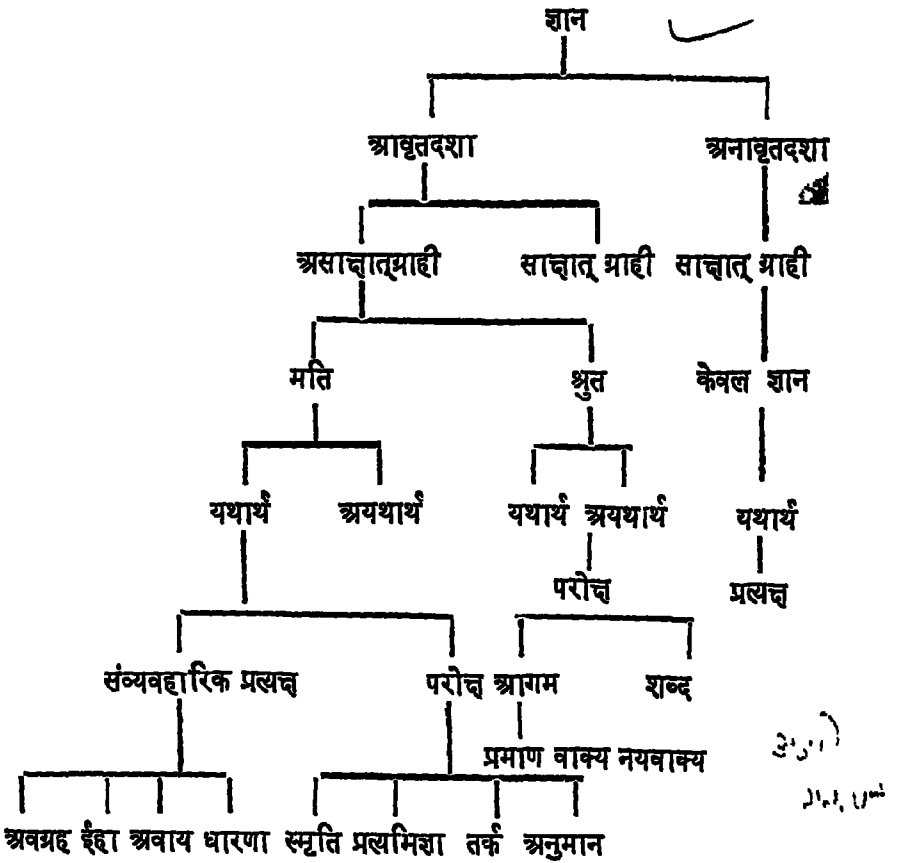 ज्ञान
आवृतदशा अनावृतदशा
असाक्षात्ग्राही साक्षात् ग्राही साक्षात् ग्राही
मति श्रुत केवल ज्ञान
यथार्थ अयथार्थ यथार्थ अयथार्थ यथार्थ
परोक्ष प्रत्यक्ष
संव्यवहारिक प्रत्यक्ष परोक्ष आगम शब्द
प्रमाण वाक्य नयवाक्य
अवग्रह ईहा अवाय धारणा स्मृति प्रत्यभिज्ञा तर्क अनुमान